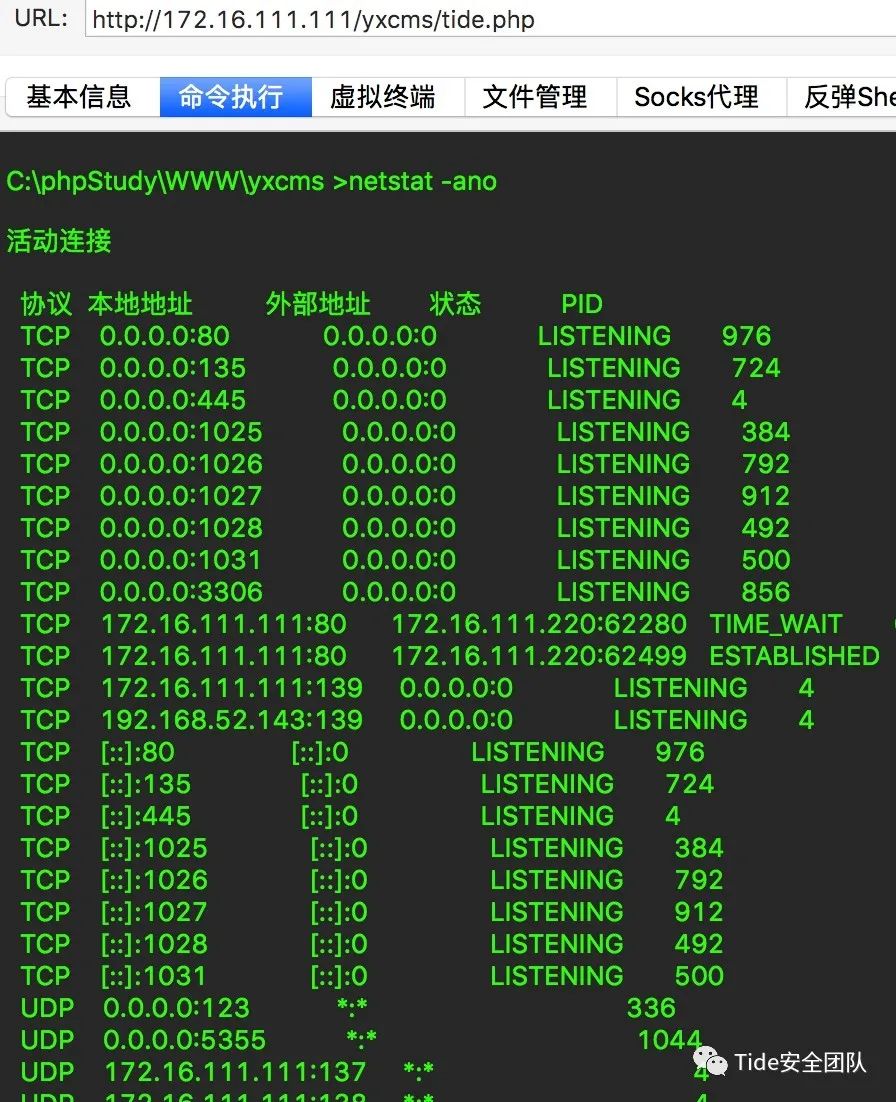 URL: http://172.16.111.111/yxcms/tide.php
基本信息 命令执行 虚拟终端 文件管理 Socks代理 反弹She
C:\phpStudy\WWW\yxcms >netstat -ano
活动连接
协议 本地地址 外部地址 状态 PID
TCP 0.0.0.0:80 0.0.0.0:0 LISTENING 976
TCP 0.0.0.0:135 0.0.0.0:0 LISTENING 724
TCP 0.0.0.0:445 0.0.0.0:0 LISTENING 4
TCP 0.0.0.0:1025 0.0.0.0:0 LISTENING 384
TCP 0.0.0.0:1026 0.0.0.0:0 LISTENING 792
TCP 0.0.0.0:1027 0.0.0.0:0 LISTENING 912
TCP 0.0.0.0:1028 0.0.0.0:0 LISTENING 492
TCP 0.0.0.0:1031 0.0.0.0:0 LISTENING 500
TCP 0.0.0.0:3306 0.0.0.0:0 LISTENING 856
TCP 172.16.111.111:80 172.16.111.220:62280 TIME_WAIT
TCP 172.16.111.111:80 172.16.111.220:62499 ESTABLISHED
TCP 172.16.111.111:139 0.0.0.0:0 LISTENING 4
TCP 192.168.52.143:139 0.0.0.0:0 LISTENING 4
TCP [::]:80 [::]:0 LISTENING 976
TCP [::]:135 [::]:0 LISTENING 724
TCP [::]:445 [::]:0 LISTENING 4
TCP [::]:1025 [::]:0 LISTENING 384
TCP [::]:1026 [::]:0 LISTENING 792
TCP [::]:1027 [::]:0 LISTENING 912
TCP [::]:1028 [::]:0 LISTENING 492
TCP [::]:1031 [::]:0 LISTENING 500
UDP 0.0.0.0:123 *:* 336
UDP 0.0.0.0:5355 *:* 1044
UDP 172.16.111.111:137 *:* 4
Tide安全团队